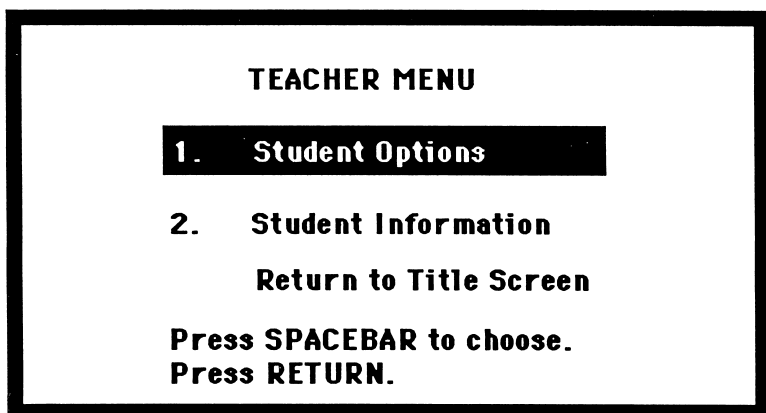 TEACHER MENU
1. Student Options
2. Student Information
Return to Title Screen
Press SPACEBAR to choose.
Press RETURN.